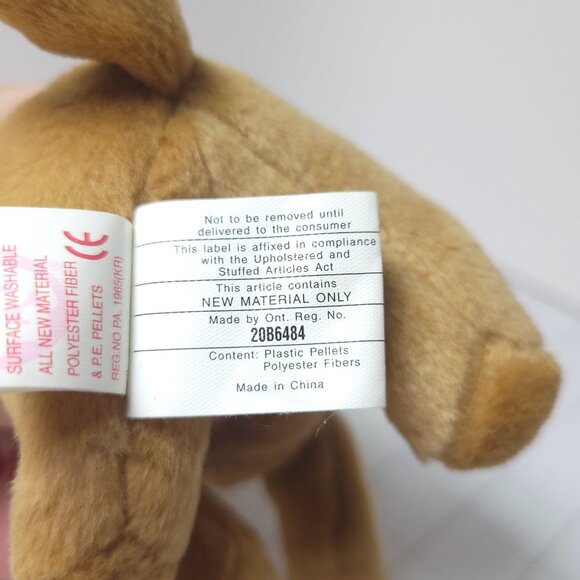 SURFACE WASHABLE
ALL NEW MATERIAL
POLYESTER FIBER CE
& P.E. PELLETS
REG.NO PA. 1965(KR)
Not to be removed until
delivered to the consumer
This label is affixed in compliance
with the Upholstered and
Stuffed Articles Act
This article contains
NEW MATERIAL ONLY
Made by Ont. Reg. No.
20B6484
Content: Plastic Pellets
Polyester Fibers
Made in China